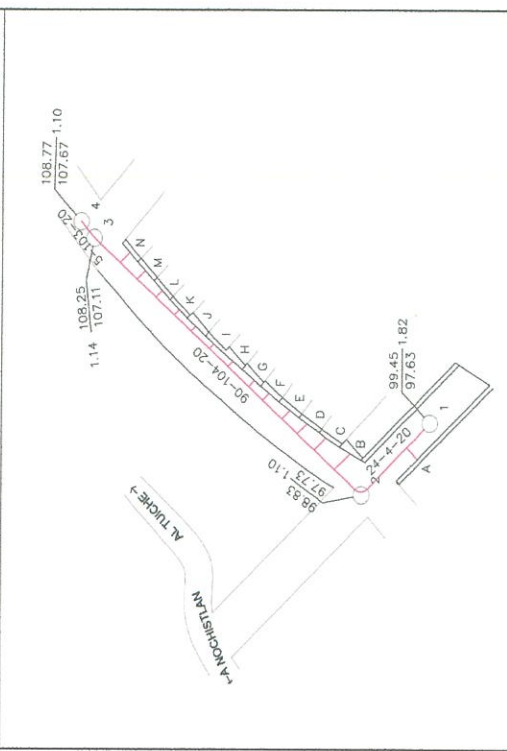 108.77
107.67
1.10
4
3
5-103-20
108.25
107.11
1.14
N
M
L
K
J
I
H
G
F
E
D
C
B
90-104-20
AL TUICHE→
←A NOCHISTLAN
98.83
97.73
1.10
2
24-4-20
99.45
97.63
1.82
1
A